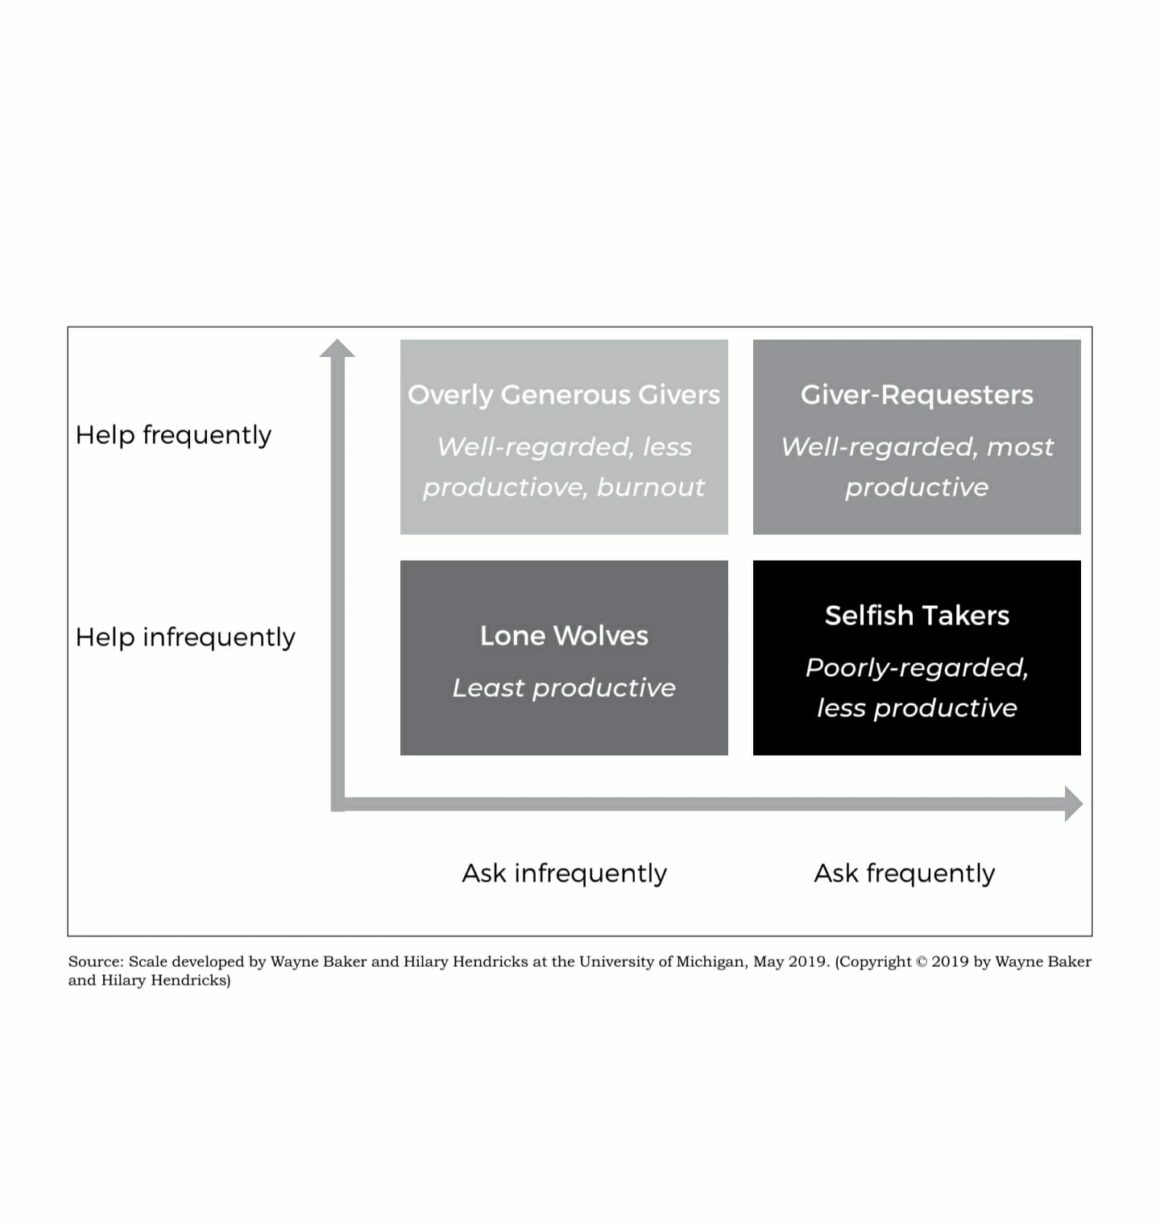 Help frequently
Overly Generous Givers
Well-regarded, less
productiove, burnout
Giver-Requesters
Well-regarded, most
productive
Help infrequently
Lone Wolves
Least productive
Selfish Takers
Poorly-regarded,
less productive
Ask infrequently
Ask frequently
Source: Scale developed by Wayne Baker and Hilary Hendricks at the University of Michigan, May 2019. (Copyright © 2019 by Wayne Baker
and Hilary Hendricks)